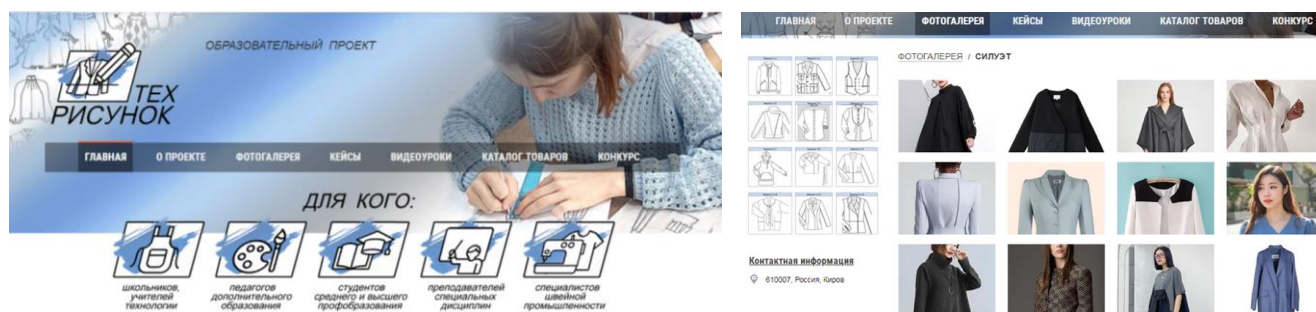 ОБРАЗОВАТЕЛЬНЫЙ ПРОЕКТ
ТЕХ
РИСУНОК
ГЛАВНАЯ О ПРОЕКТЕ ФОТОГАЛЕРЕЯ КЕЙСЫ ВИДЕОУРОКИ КАТАЛОГ ТОВАРОВ КОНКУРС
ДЛЯ КОГО:
школьников,
учителей
технологии
педагогов
дополнительного
образования
студентов
среднего и высшего
профобразования
преподавателей
специальных
дисциплин
специалистов
швейной
промышленности
ГЛАВНАЯ О ПРОЕКТЕ ФОТОГАЛЕРЕЯ КЕЙСЫ ВИДЕОУРОКИ КАТАЛОГ ТОВАРОВ КОНКУРС
ФОТОГАЛЕРЕЯ / СИЛУЭТ
Контактная информация
610007, Россия, Киров